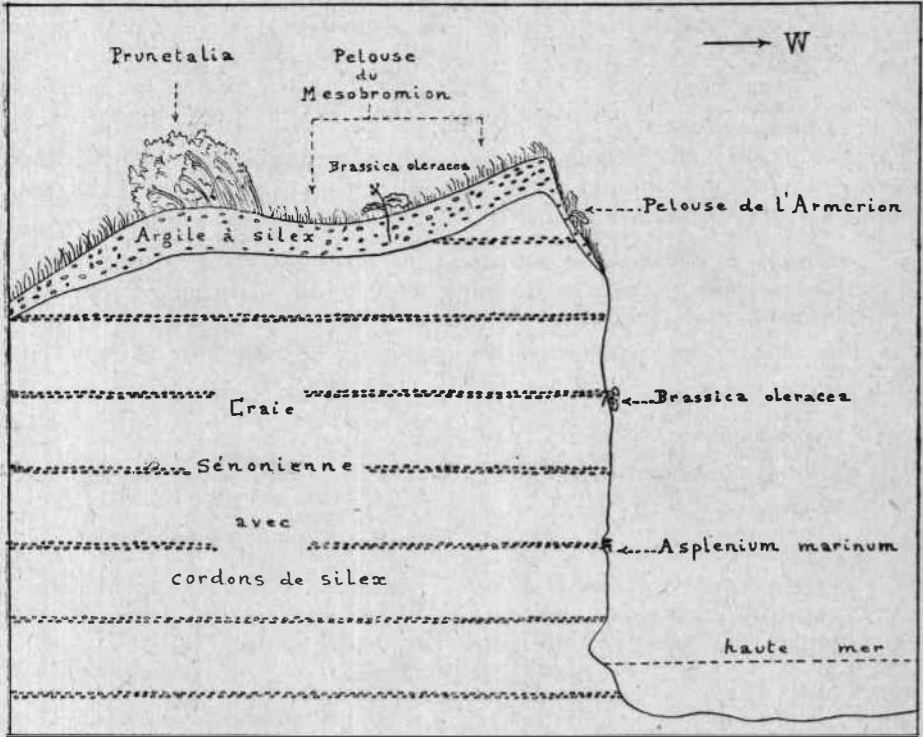 W
Prunetalia
Pelouse
du
Mesobromion
Brassica oleracea
Pelouse de l'Armerion
Argile à silex
Craie
Brassica oleracea
Sénonienne
avec
Asplenium marinum
cordons de silex
haute mer